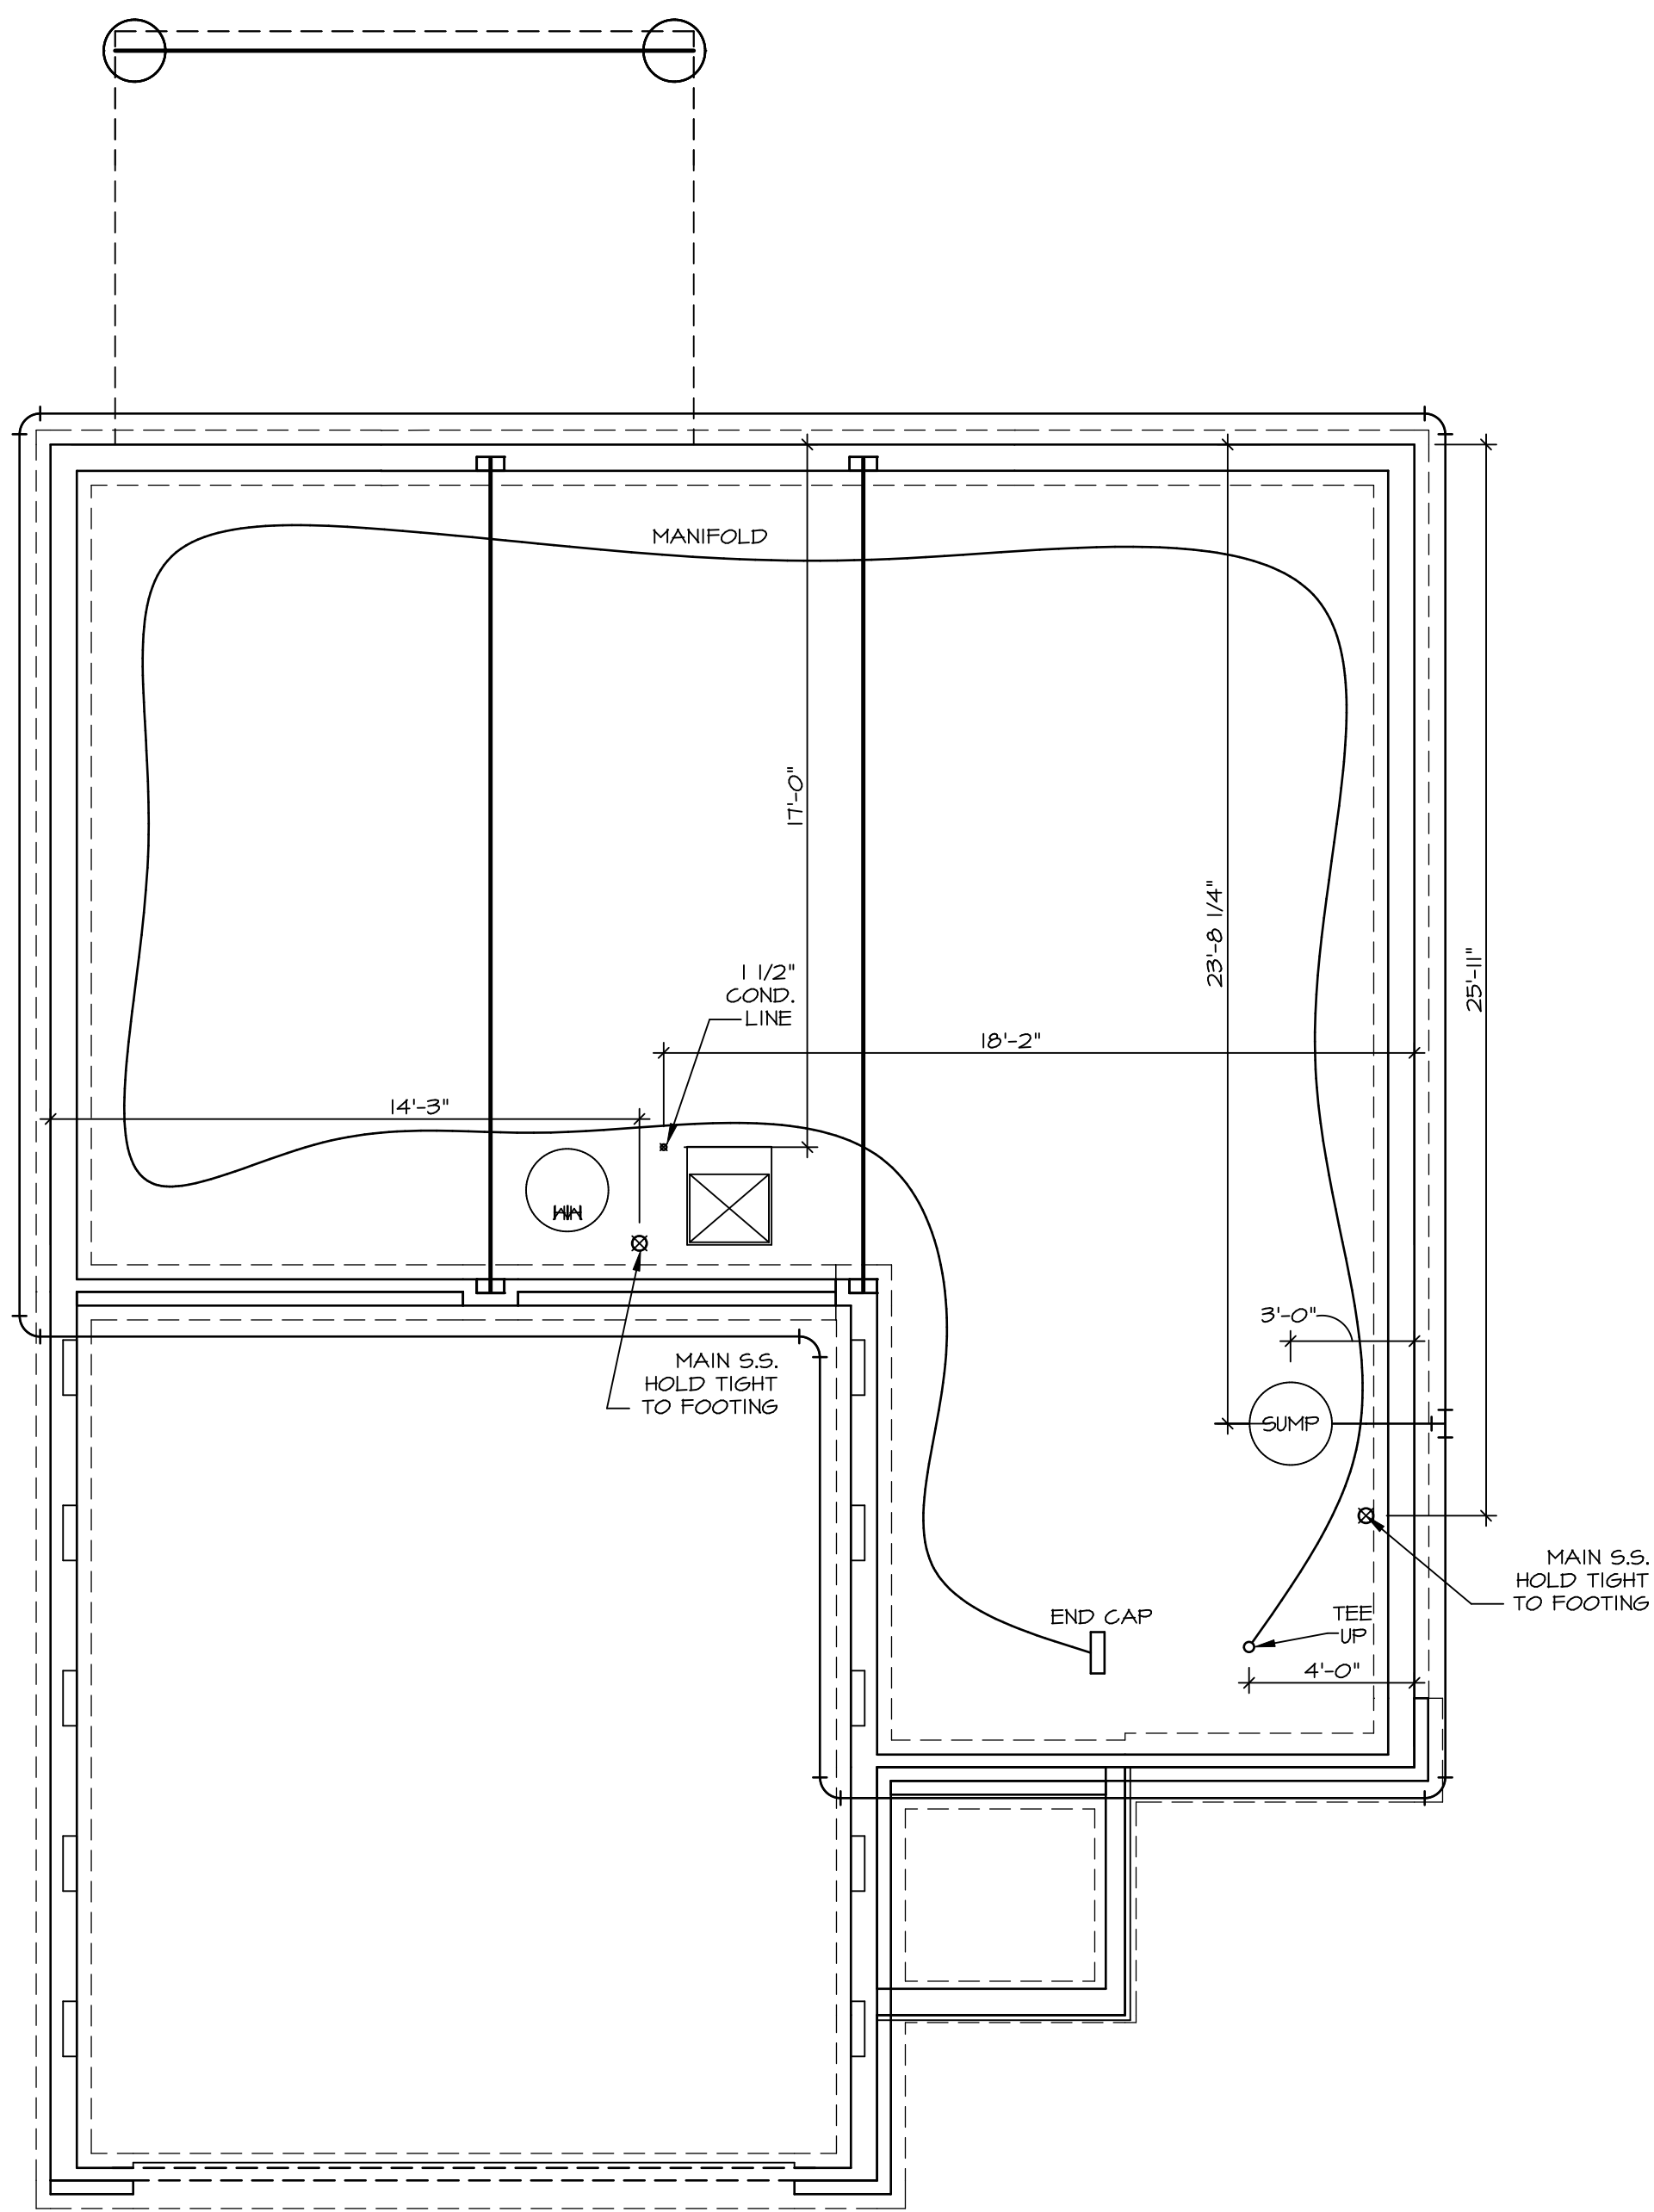 MANIFOLD
17'-0"
23'-8 1/4"
25'-11"
1 1/2"
COND.
LINE
18'-2"
14'-3"
3'-0"
MAIN S.S.
HOLD TIGHT
TO FOOTING
SUMP
MAIN S.S.
HOLD TIGHT
TO FOOTING
END CAP
TEE
UP
4'-0"